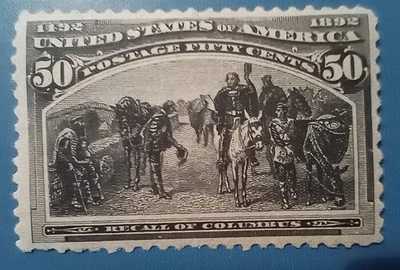 1492 1892
UNITED STATES OF AMERICA
50 POSTAGE FIFTY CENTS 50
RECALL OF COLUMBUS